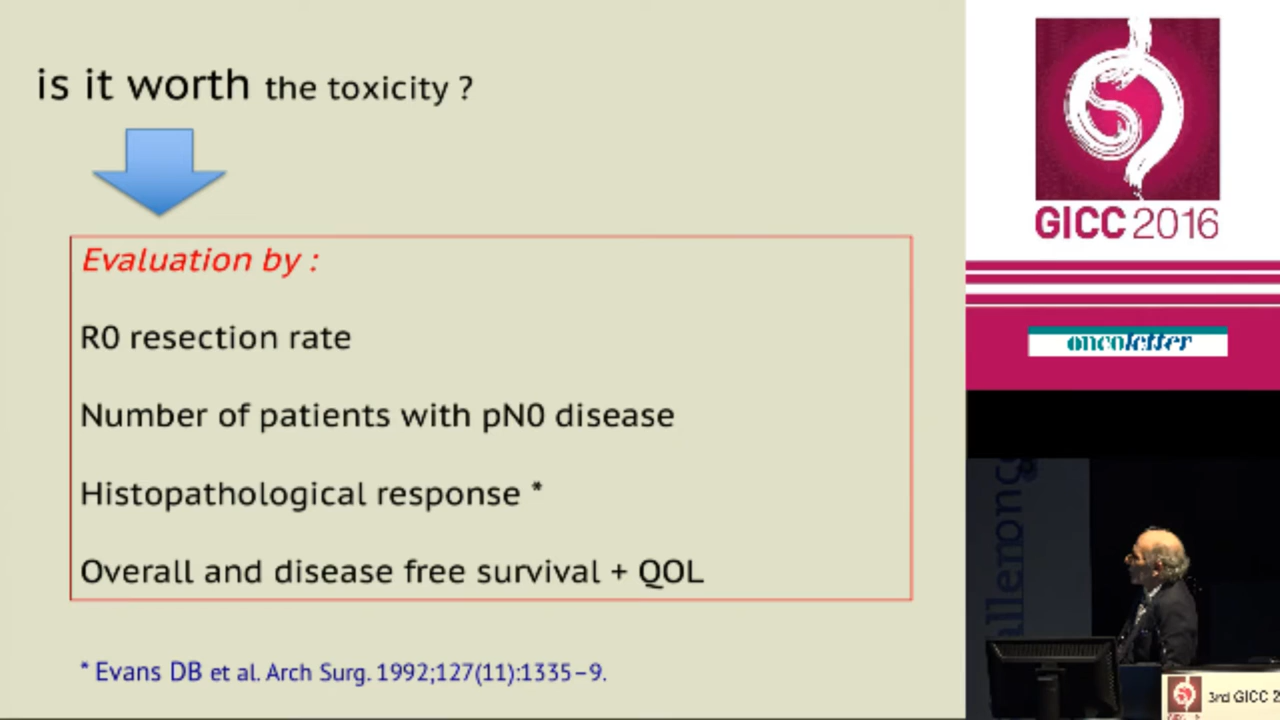 is it worth the toxicity ?
Evaluation by :
R0 resection rate
Number of patients with pN0 disease
Histopathological response *
Overall and disease free survival + QOL
* Evans DB et al. Arch Surg. 1992;127(11):1335–9.
GICC 2016
oncoletter
3rd GICC 2